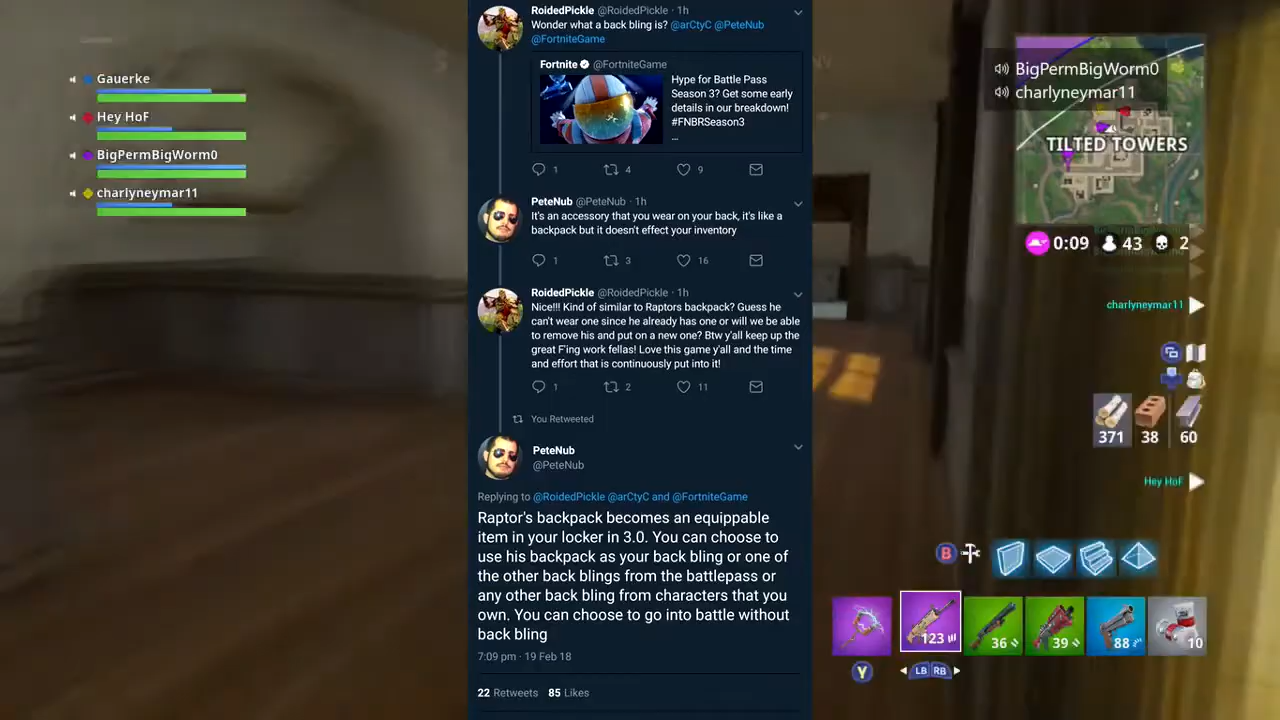 RoidedPickle @RoidedPickle · 1h
Wonder what a back bling is? @arCtyC @PeteNub
@FortniteGame
Fortnite @FortniteGame
Hype for Battle Pass
Season 3? Get some early
details in our breakdown!
#FNBRSeason3
...
1 4 9
PeteNub @PeteNub · 1h
It's an accessory that you wear on your back, it's like a
backpack but it doesn't effect your inventory
1 3 16
RoidedPickle @RoidedPickle · 1h
Nice!!! Kind of similar to Raptors backpack? Guess he
can't wear one since he already has one or will we be able
to remove his and put on a new one? Btw y'all keep up the
great F'ing work fellas! Love this game y'all and the time
and effort that is continuously put into it!
1 2 11
You Retweeted
PeteNub
@PeteNub
Replying to @RoidedPickle @arCtyC and @FortniteGame
Raptor's backpack becomes an equippable
item in your locker in 3.0. You can choose to
use his backpack as your back bling or one of
the other back blings from the battlepass or
any other back bling from characters that you
own. You can choose to go into battle without
back bling
7:09 pm · 19 Feb 18
22 Retweets 85 Likes
Gauerke
Hey HoF
BigPermBigWorm0
charlyneymar11
BigPermBigWorm0
charlyneymar11
TILTED TOWERS
0:09 43 2
charlyneymar11
371 38 60
Hey HoF
B
123 36 39 88 10
Y LB RB